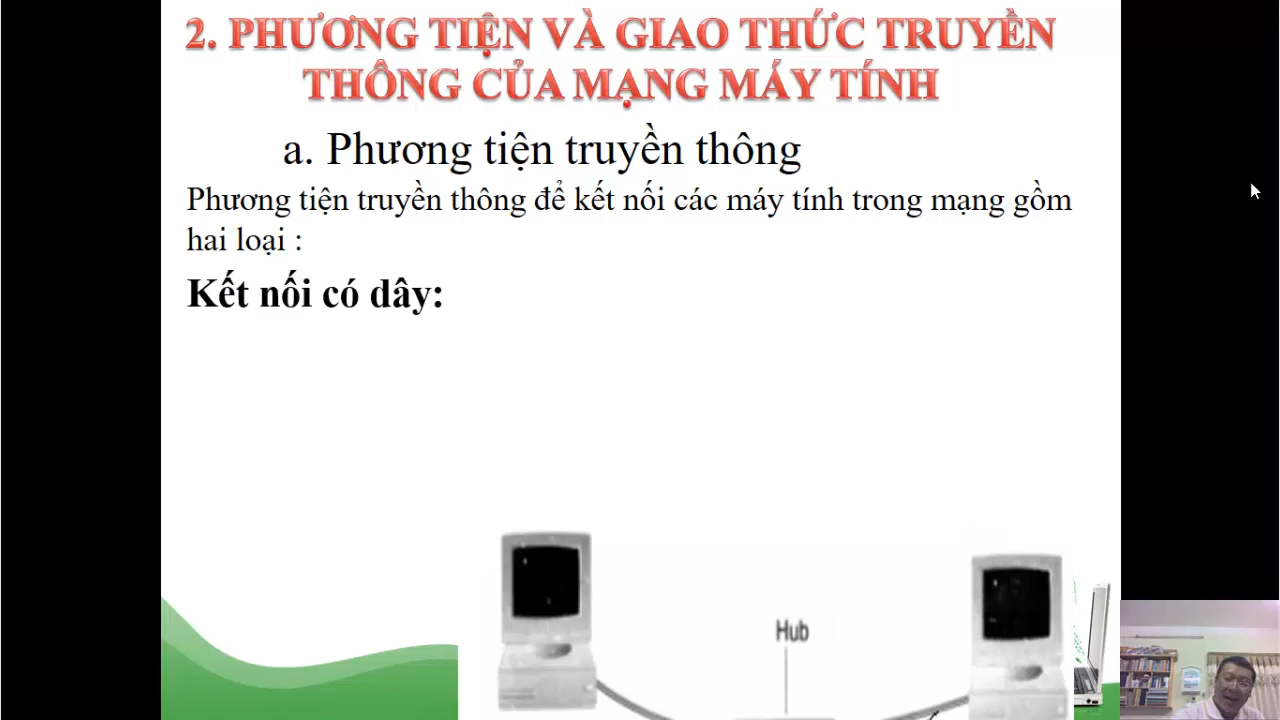 2. PHƯƠNG TIỆN VÀ GIAO THỨC TRUYỀN
THÔNG CỦA MẠNG MÁY TÍNH
a. Phương tiện truyền thông
Phương tiện truyền thông để kết nối các máy tính trong mạng gồm
hai loại :
Kết nối có dây:
Hub